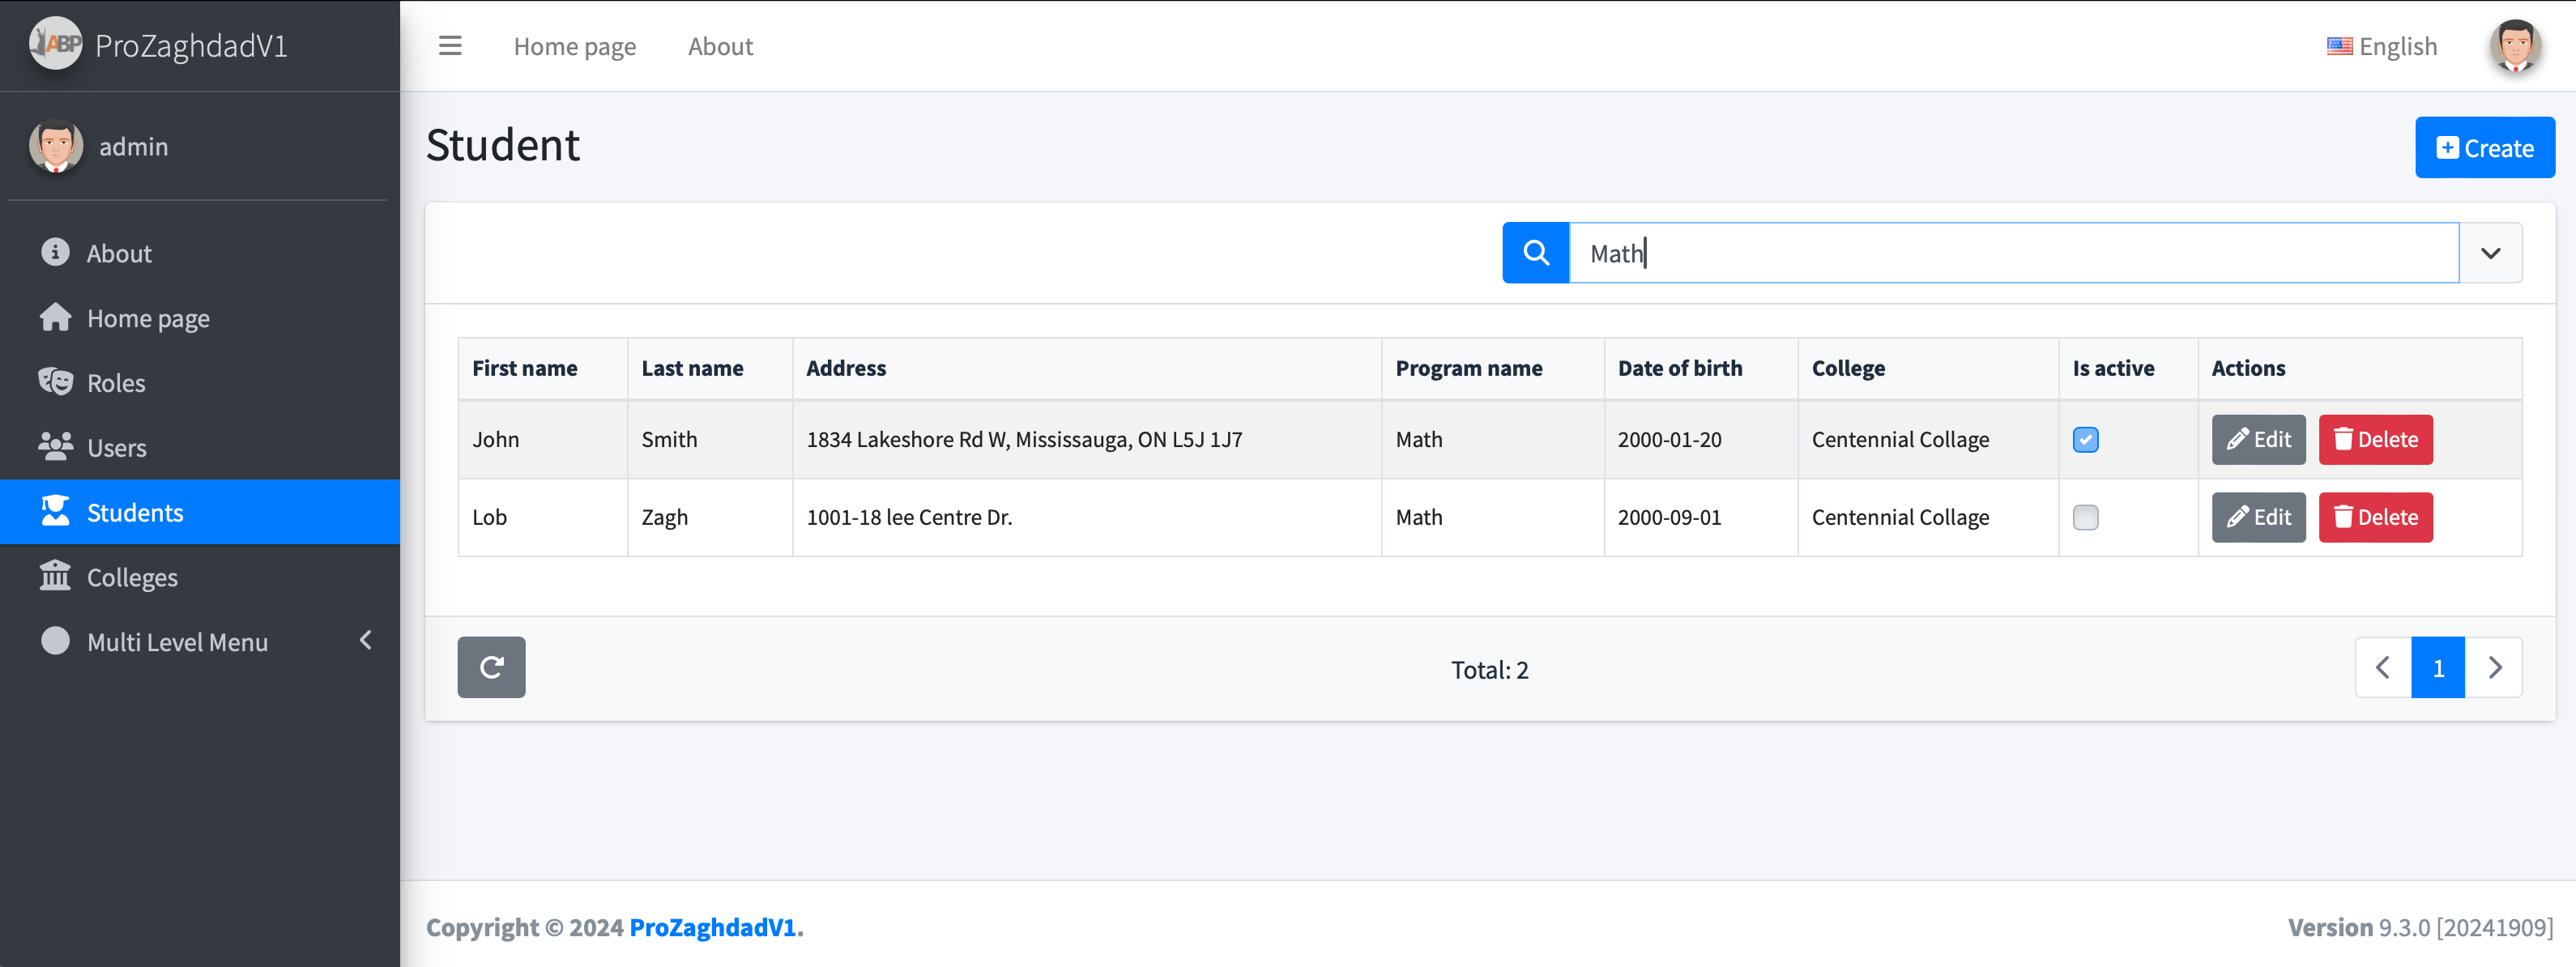 ABP ProZaghdadV1
Home page About English
admin
Student
Create
About
Home page
Roles
Users
Students
Colleges
Multi Level Menu
Math
First name Last name Address Program name Date of birth College Is active Actions
John Smith 1834 Lakeshore Rd W, Mississauga, ON L5J 1J7 Math 2000-01-20 Centennial Collage Edit Delete
Lob Zagh 1001-18 lee Centre Dr. Math 2000-09-01 Centennial Collage Edit Delete
Total: 2
1
Copyright © 2024 ProZaghdadV1.
Version 9.3.0 [20241909]